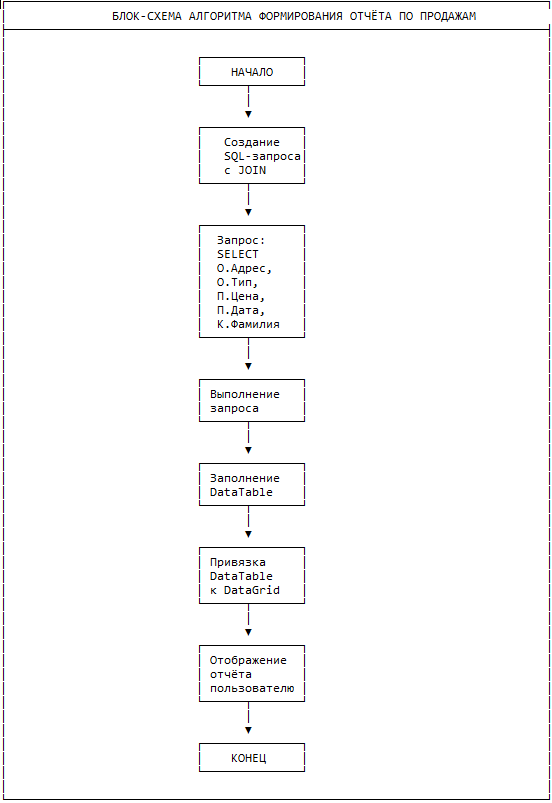 БЛОК-СХЕМА АЛГОРИТМА ФОРМИРОВАНИЯ ОТЧЁТА ПО ПРОДАЖАМ
НАЧАЛО
Создание
SQL-запроса
с JOIN
Запрос:
SELECT
О.Адрес,
О.Тип,
П.Цена,
П.Дата,
К.Фамилия
Выполнение
запроса
Заполнение
DataTable
Привязка
DataTable
к DataGrid
Отображение
отчёта
пользователю
КОНЕЦ